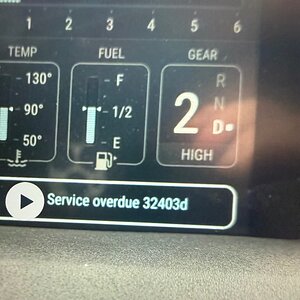 1 2 3 4 5 6
TEMP FUEL GEAR
130° F R
90° 1/2 2 N
D
50° E HIGH
Service overdue 32403d